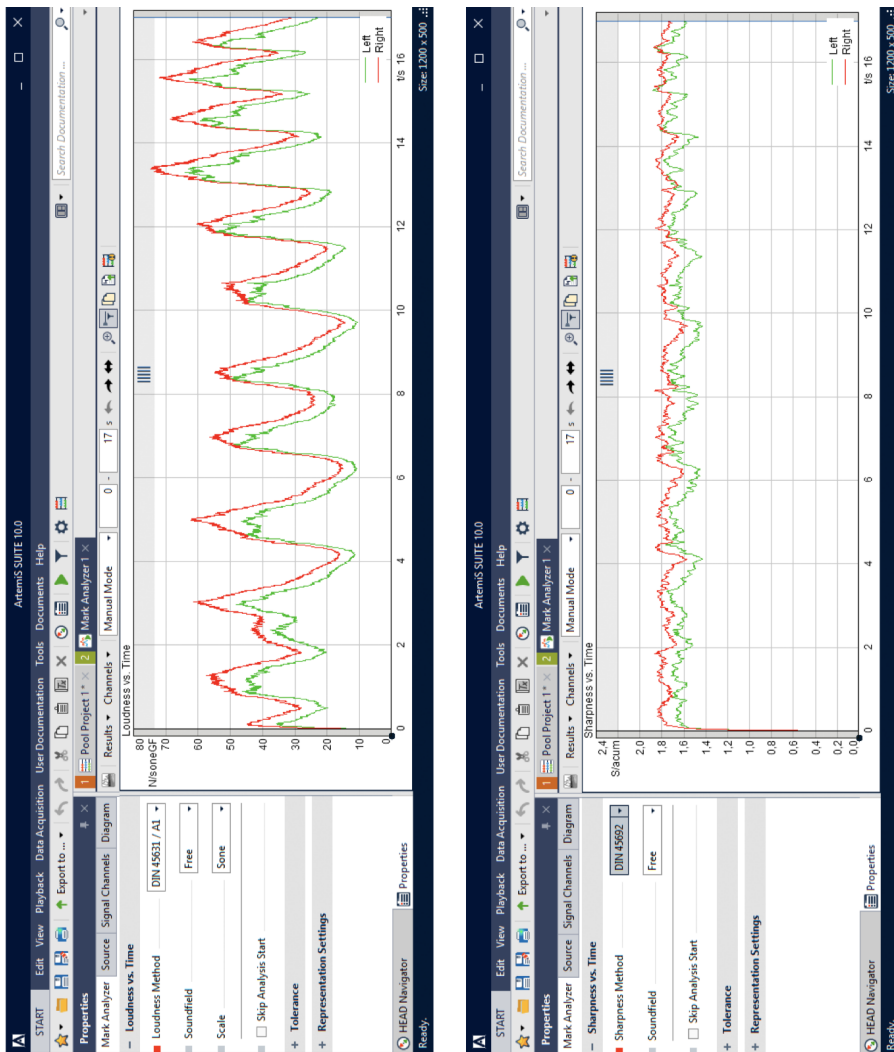 ArtemiS SUITE 10.0
START Edit View Playback Data Acquisition User Documentation Tools Documents Help
Export to ... Search Documentation ...
Properties
1 Pool Project 1* 2 Mark Analyzer 1
Mark Analyzer Source Signal Channels Diagram
Results Channels Manual Mode 0 - 17 s
Loudness vs. Time
Loudness Method DIN 45631 / A1
Soundfield Free
Scale Sone
Skip Analysis Start
Tolerance
Representation Settings
Loudness vs. Time
N/soneGF
80
70
60
50
40
30
20
10
0
0 2 4 6 8 10 12 14 16 t/s
Left
Right
HEAD Navigator Properties
Ready. Size: 1200 x 500
ArtemiS SUITE 10.0
START Edit View Playback Data Acquisition User Documentation Tools Documents Help
Export to ... Search Documentation ...
Properties
1 Pool Project 1* 2 Mark Analyzer 1
Mark Analyzer Source Signal Channels Diagram
Results Channels Manual Mode 0 - 17 s
Sharpness vs. Time
Sharpness Method DIN 45692
Soundfield Free
Skip Analysis Start
Tolerance
Representation Settings
Sharpness vs. Time
S/acum
2,4
1.8
1,6
1.4
1.2
1.0
0,8
0,6
0,4
0,2
0,0
0 2 4 6 8 10 12 14 16 t/s
Left
Right
HEAD Navigator Properties
Ready. Size: 1200 x 500